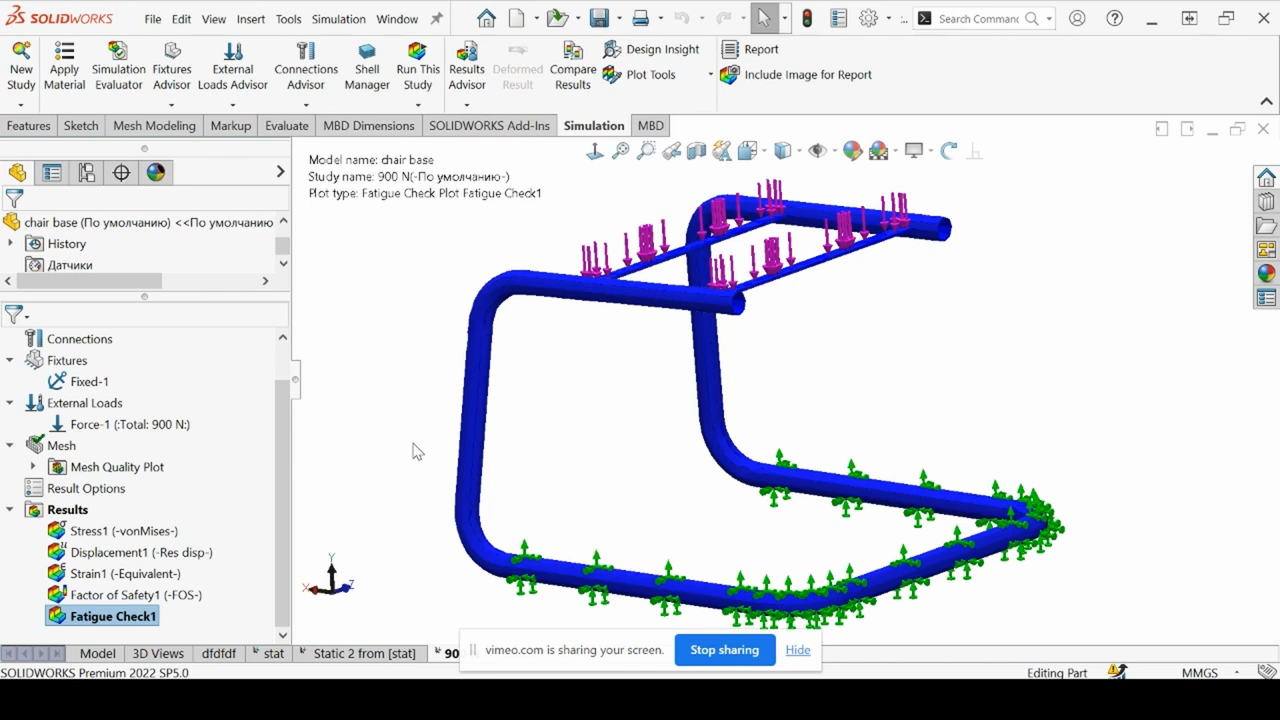 SOLIDWORKS File Edit View Insert Tools Simulation Window ... Search Commanc
New Study
Apply Material
Simulation Evaluator
Fixtures Advisor
External Loads Advisor
Connections Advisor
Shell Manager
Run This Study
Results Advisor
Deformed Result
Compare Results
Design Insight
Plot Tools
Report
Include Image for Report
Features Sketch Mesh Modeling Markup Evaluate MBD Dimensions SOLIDWORKS Add-Ins Simulation MBD
Model name: chair base
Study name: 900 N(-По умолчанию-)
Plot type: Fatigue Check Plot Fatigue Check1
chair base (По умолчанию) <<По умолчанию
History
Датчики
Connections
Fixtures
Fixed-1
External Loads
Force-1 (:Total: 900 N:)
Mesh
Mesh Quality Plot
Result Options
Results
Stress1 (-vonMises-)
Displacement1 (-Res disp-)
Strain1 (-Equivalent-)
Factor of Safety1 (-FOS-)
Fatigue Check1
Y
X
Z
Model 3D Views dfdfdf stat Static 2 from [stat] 90
vimeo.com is sharing your screen. Stop sharing Hide
SOLIDWORKS Premium 2022 SP5.0 Editing Part MMGS